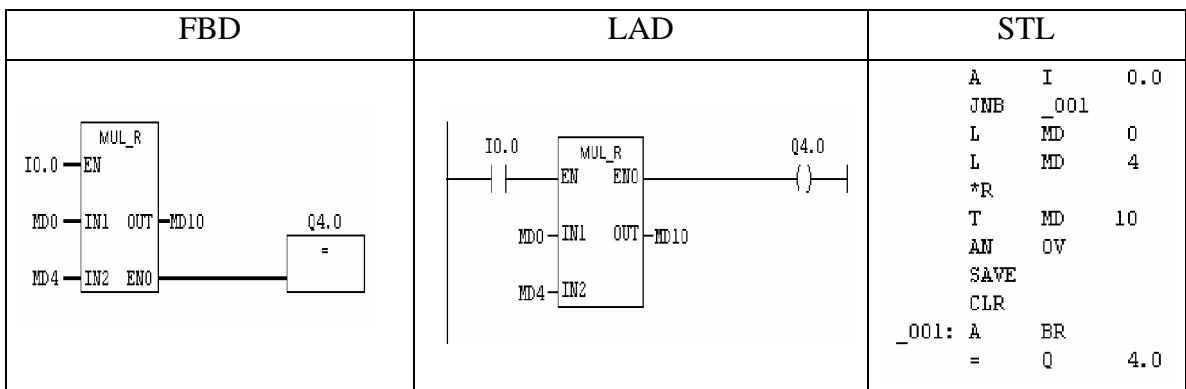 FBD
MUL_R
I0.0 EN
MD0 IN1 OUT MD10
Q4.0
=
MD4 IN2 ENO
LAD
I0.0
MUL_R
Q4.0
EN ENO
( )
MD0 IN1 OUT MD10
MD4 IN2
STL
A I 0.0
JNB _001
L MD 0
L MD 4
*R
T MD 10
AN OV
SAVE
CLR
_001: A BR
= Q 4.0